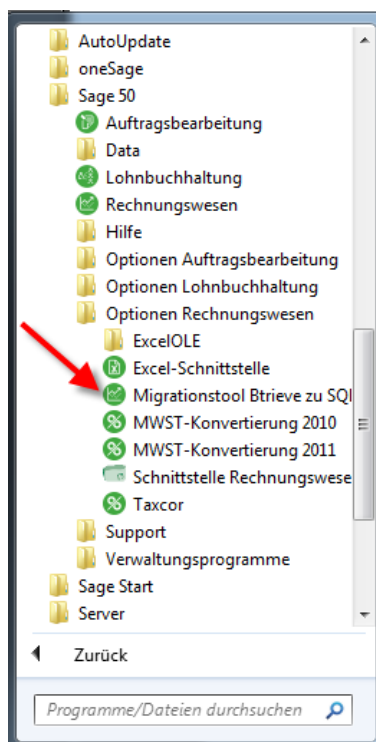 AutoUpdate
oneSage
Sage 50
Auftragsbearbeitung
Data
Lohnbuchhaltung
Rechnungswesen
Hilfe
Optionen Auftragsbearbeitung
Optionen Lohnbuchhaltung
Optionen Rechnungswesen
ExcelOLE
Excel-Schnittstelle
Migrationstool Btrieve zu SQl
MWST-Konvertierung 2010
MWST-Konvertierung 2011
Schnittstelle Rechnungswese
Taxcor
Support
Verwaltungsprogramme
Sage Start
Server
Zurück
Programme/Dateien durchsuchen